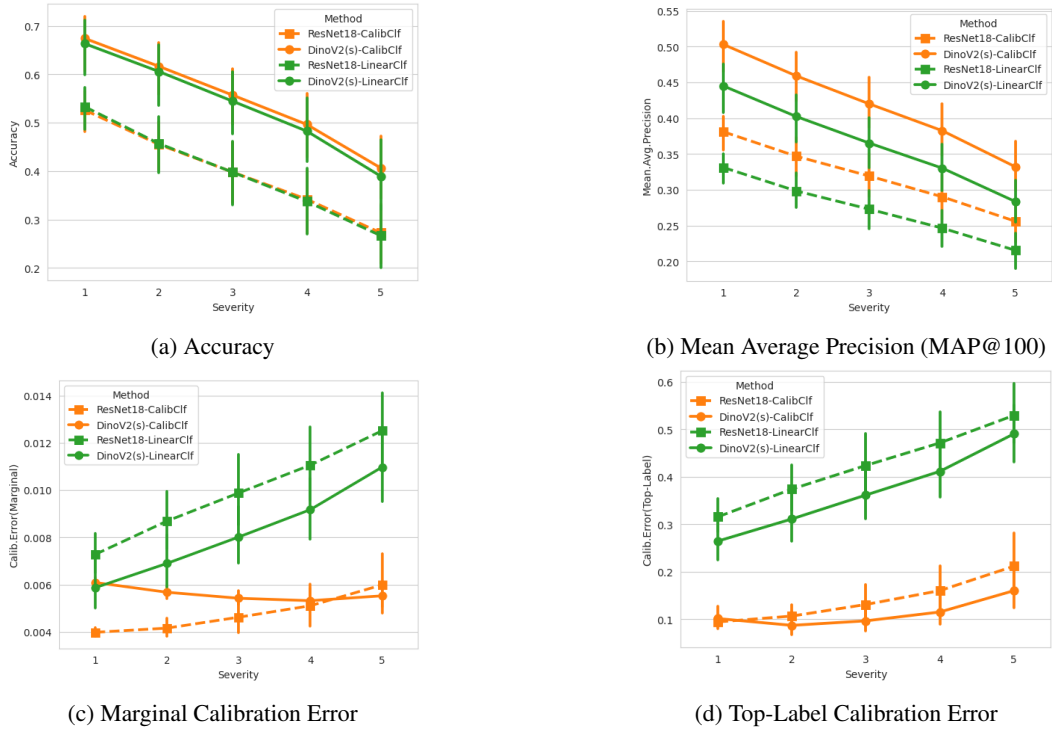 Accuracy
0.7
0.6
0.5
0.4
0.3
0.2
Method
ResNet18-CalibClf
DinoV2(s)-CalibClf
ResNet18-LinearClf
DinoV2(s)-LinearClf
1 2 3 4 5
Severity
(a) Accuracy
Mean.Avg.Precision
0.55
0.50
0.45
0.40
0.35
0.30
0.25
0.20
Method
ResNet18-CalibClf
DinoV2(s)-CalibClf
ResNet18-LinearClf
DinoV2(s)-LinearClf
1 2 3 4 5
Severity
(b) Mean Average Precision (MAP@100)
Calib.Error(Marginal)
0.014
0.012
0.010
0.008
0.006
0.004
Method
ResNet18-CalibClf
DinoV2(s)-CalibClf
ResNet18-LinearClf
DinoV2(s)-LinearClf
1 2 3 4 5
Severity
(c) Marginal Calibration Error
Calib.Error(Top-Label)
0.6
0.5
0.4
0.3
0.2
0.1
Method
ResNet18-CalibClf
DinoV2(s)-CalibClf
ResNet18-LinearClf
DinoV2(s)-LinearClf
1 2 3 4 5
Severity
(d) Top-Label Calibration Error